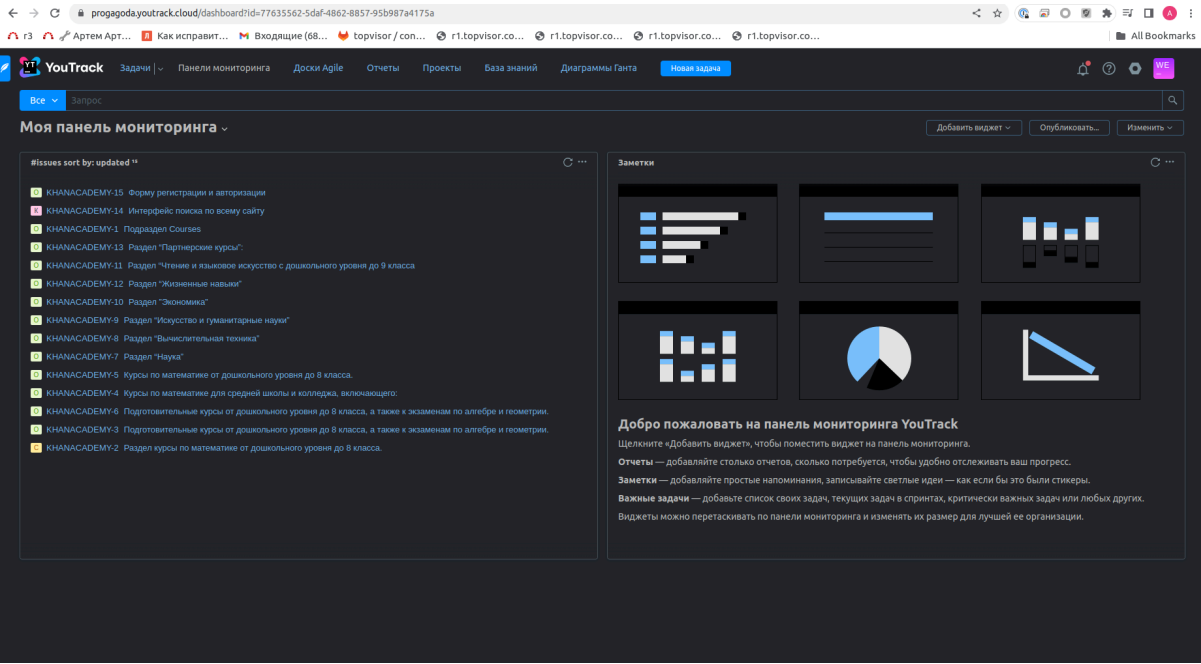 progagoda.youtrack.cloud/dashboard?id=77635562-5daf-4862-8857-95b987a4175a
A
r3 Артем Арт... Л Как исправит... Входящие (68... topvisor / con... r1.topvisor.co... r1.topvisor.co... r1.topvisor.co... r1.topvisor.co... All Bookmarks
YT YouTrack Задачи Панели мониторинга Доски Agile Отчеты Проекты База знаний Диаграммы Ганта Новая задача WE
Все Запрос
Моя панель мониторинга Добавить виджет Опубликовать... Изменить
#issues sort by: updated 15
O KHANACADEMY-15 Форму регистрации и авторизации
K KHANACADEMY-14 Интерфейс поиска по всему сайту
O KHANACADEMY-1 Подраздел Courses
O KHANACADEMY-13 Раздел "Партнерские курсы":
O KHANACADEMY-11 Раздел "Чтение и языковое искусство с дошкольного уровня до 9 класса
O KHANACADEMY-12 Раздел "Жизненные навыки"
O KHANACADEMY-10 Раздел "Экономика"
O KHANACADEMY-9 Раздел "Искусство и гуманитарные науки"
O KHANACADEMY-8 Раздел "Вычислительная техника"
O KHANACADEMY-7 Раздел "Наука"
O KHANACADEMY-5 Курсы по математике от дошкольного уровня до 8 класса.
O KHANACADEMY-4 Курсы по математике для средней школы и колледжа, включающего:
O KHANACADEMY-6 Подготовительные курсы от дошкольного уровня до 8 класса, а также к экзаменам по алгебре и геометрии.
O KHANACADEMY-3 Подготовительные курсы от дошкольного уровня до 8 класса, а также к экзаменам по алгебре и геометрии.
C KHANACADEMY-2 Раздел курсы по математике от дошкольного уровня до 8 класса.
Заметки
Добро пожаловать на панель мониторинга YouTrack
Щелкните «Добавить виджет», чтобы поместить виджет на панель мониторинга.
Отчеты — добавляйте столько отчетов, сколько потребуется, чтобы удобно отслеживать ваш прогресс.
Заметки — добавляйте простые напоминания, записывайте светлые идеи — как если бы это были стикеры.
Важные задачи — добавьте список своих задач, текущих задач в спринтах, критически важных задач или любых других.
Виджеты можно перетаскивать по панели мониторинга и изменять их размер для лучшей ее организации.